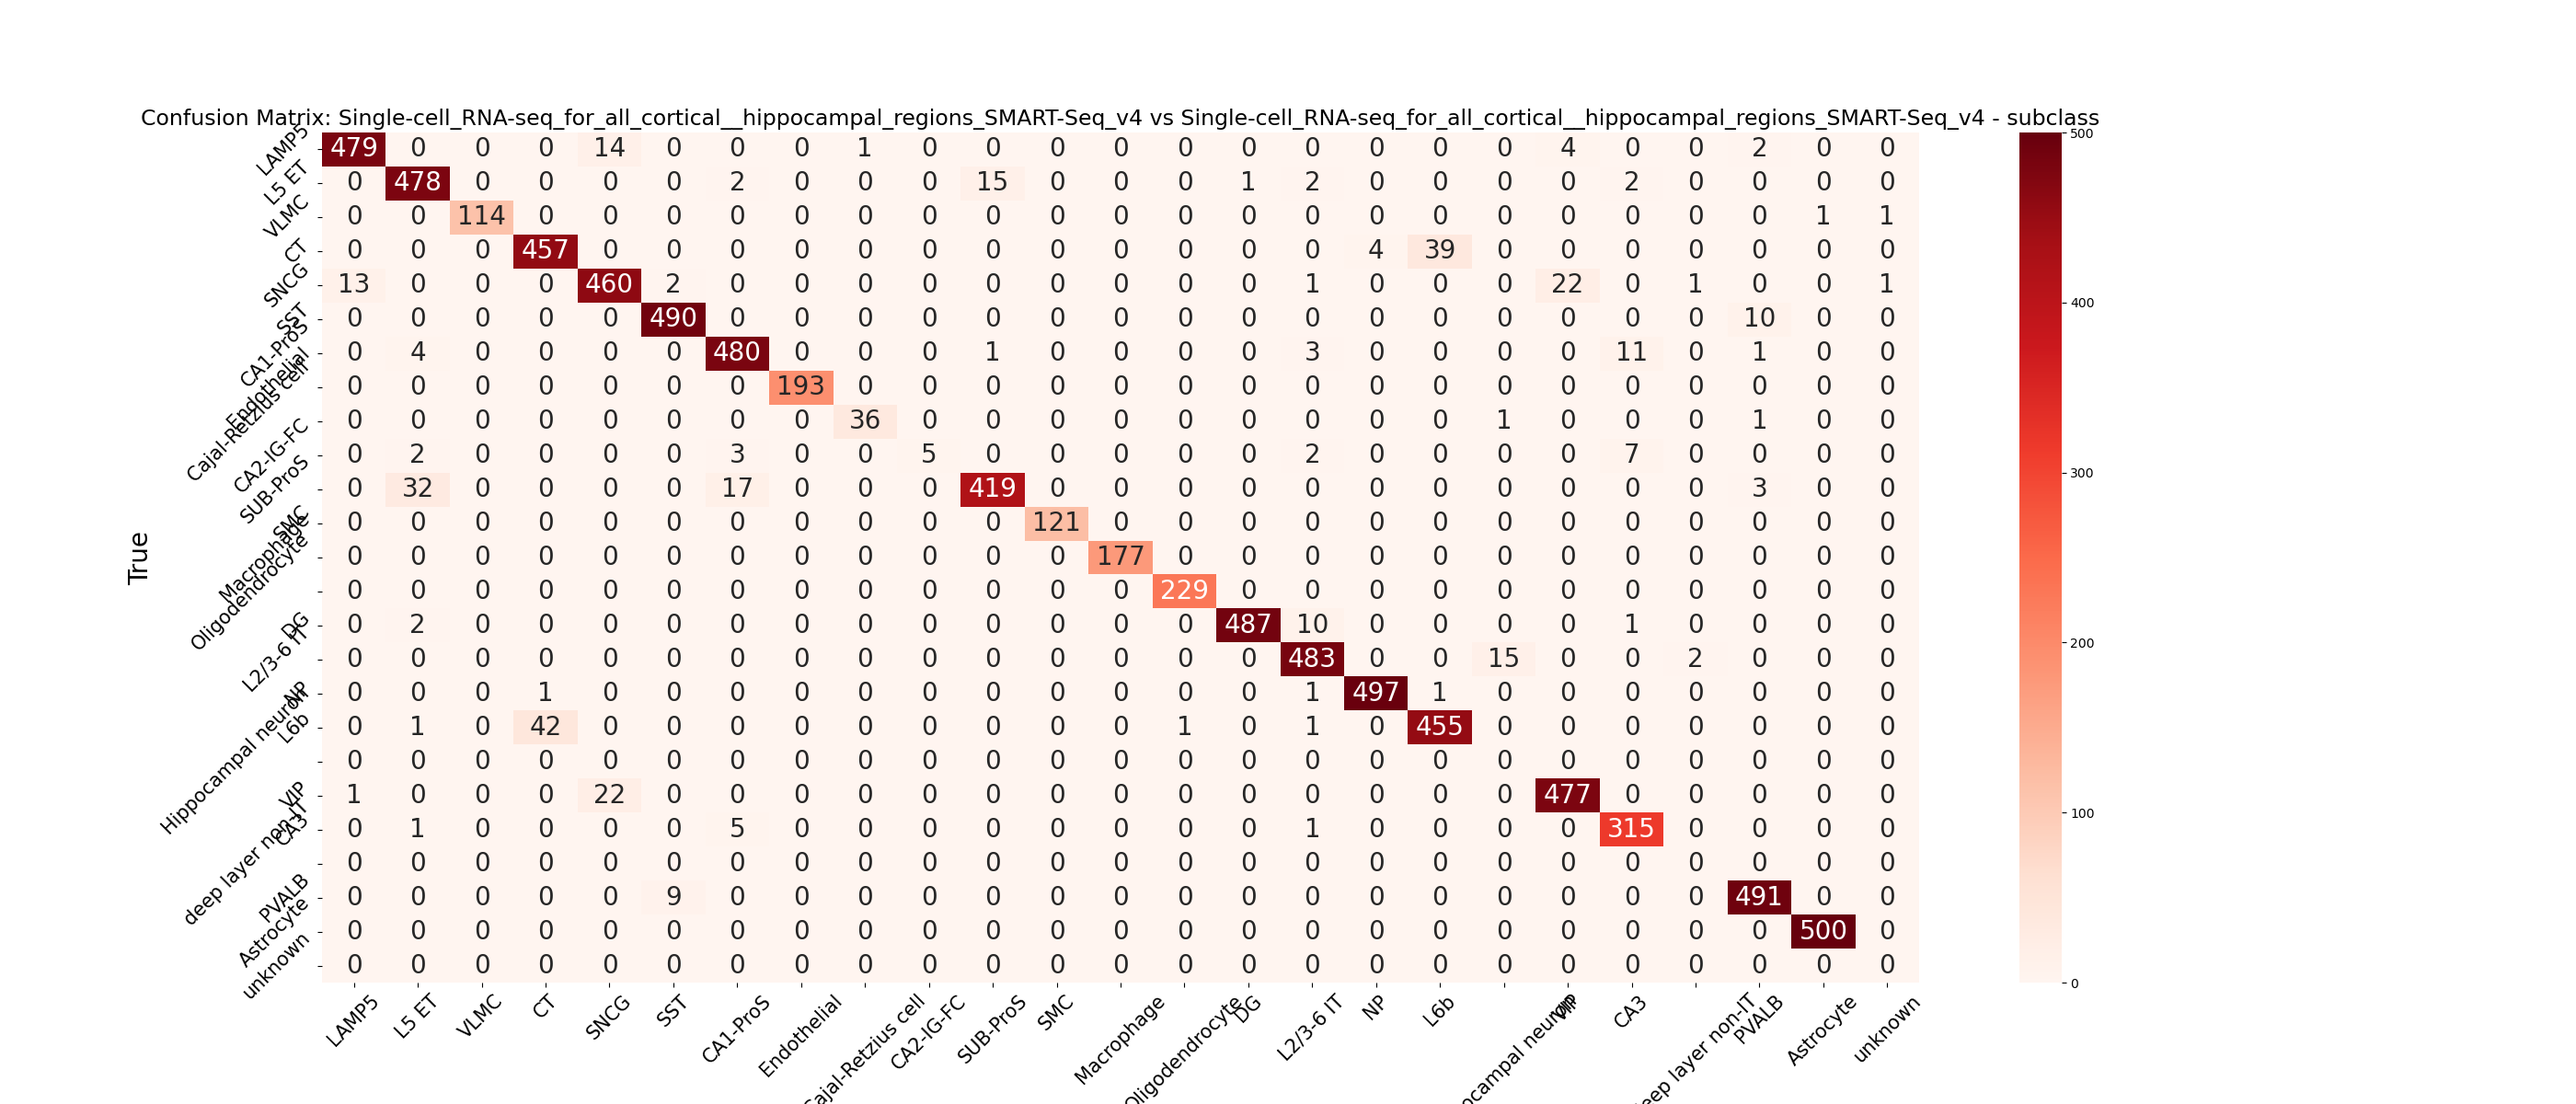 Confusion Matrix: Single-cell_RNA-seq_for_all_cortical__hippocampal_regions_SMART-Seq_v4 vs Single-cell_RNA-seq_for_all_cortical__hippocampal_regions_SMART-Seq_v4 - subclass
LAMP5 479 0 0 0 14 0 0 0 1 0 0 0 0 0 0 0 0 0 0 4 0 0 2 0 0
L5 ET 0 478 0 0 0 0 2 0 0 0 15 0 0 0 1 2 0 0 0 0 2 0 0 0 0
VLMC 0 0 114 0 0 0 0 0 0 0 0 0 0 0 0 0 0 0 0 0 0 0 0 1 1
CT 0 0 0 457 0 0 0 0 0 0 0 0 0 0 0 0 4 39 0 0 0 0 0 0 0
SNCG 13 0 0 0 460 2 0 0 0 0 0 0 0 0 0 1 0 0 0 22 0 1 0 0 1
SST 0 0 0 0 0 490 0 0 0 0 0 0 0 0 0 0 0 0 0 0 0 0 10 0 0
CA1-ProS 0 4 0 0 0 0 480 0 0 0 1 0 0 0 0 3 0 0 0 0 11 0 1 0 0
Endothelial 0 0 0 0 0 0 0 193 0 0 0 0 0 0 0 0 0 0 0 0 0 0 0 0 0
Cajal-Retzius cell 0 0 0 0 0 0 0 0 36 0 0 0 0 0 0 0 0 0 1 0 0 0 1 0 0
CA2-IG-FC 0 2 0 0 0 0 3 0 0 5 0 0 0 0 0 2 0 0 0 0 7 0 0 0 0
SUB-ProS 0 32 0 0 0 0 17 0 0 0 419 0 0 0 0 0 0 0 0 0 0 0 3 0 0
SMC 0 0 0 0 0 0 0 0 0 0 0 121 0 0 0 0 0 0 0 0 0 0 0 0 0
Macrophage 0 0 0 0 0 0 0 0 0 0 0 0 177 0 0 0 0 0 0 0 0 0 0 0 0
Oligodendrocyte 0 0 0 0 0 0 0 0 0 0 0 0 0 229 0 0 0 0 0 0 0 0 0 0 0
DG 0 2 0 0 0 0 0 0 0 0 0 0 0 0 487 10 0 0 0 0 1 0 0 0 0
L2/3-6 IT 0 0 0 0 0 0 0 0 0 0 0 0 0 0 0 483 0 0 15 0 0 2 0 0 0
NP 0 0 0 1 0 0 0 0 0 0 0 0 0 0 0 1 497 1 0 0 0 0 0 0 0
L6b 0 1 0 42 0 0 0 0 0 0 0 0 0 1 0 1 0 455 0 0 0 0 0 0 0
Hippocampal neuron 0 0 0 0 0 0 0 0 0 0 0 0 0 0 0 0 0 0 0 0 0 0 0 0 0
VIP 1 0 0 0 22 0 0 0 0 0 0 0 0 0 0 0 0 0 0 477 0 0 0 0 0
CA3 0 1 0 0 0 0 5 0 0 0 0 0 0 0 0 1 0 0 0 0 315 0 0 0 0
deep layer non-IT 0 0 0 0 0 0 0 0 0 0 0 0 0 0 0 0 0 0 0 0 0 0 0 0 0
PVALB 0 0 0 0 0 9 0 0 0 0 0 0 0 0 0 0 0 0 0 0 0 0 491 0 0
Astrocyte 0 0 0 0 0 0 0 0 0 0 0 0 0 0 0 0 0 0 0 0 0 0 0 500 0
unknown 0 0 0 0 0 0 0 0 0 0 0 0 0 0 0 0 0 0 0 0 0 0 0 0 0
True
LAMP5 L5 ET VLMC CT SNCG SST CA1-ProS Endothelial Cajal-Retzius cell CA2-IG-FC SUB-ProS SMC Macrophage Oligodendrocyte DG L2/3-6 IT NP L6b ocampal neuron VIP CA3 deep layer non-IT PVALB Astrocyte unknown
500
400
300
200
100
0